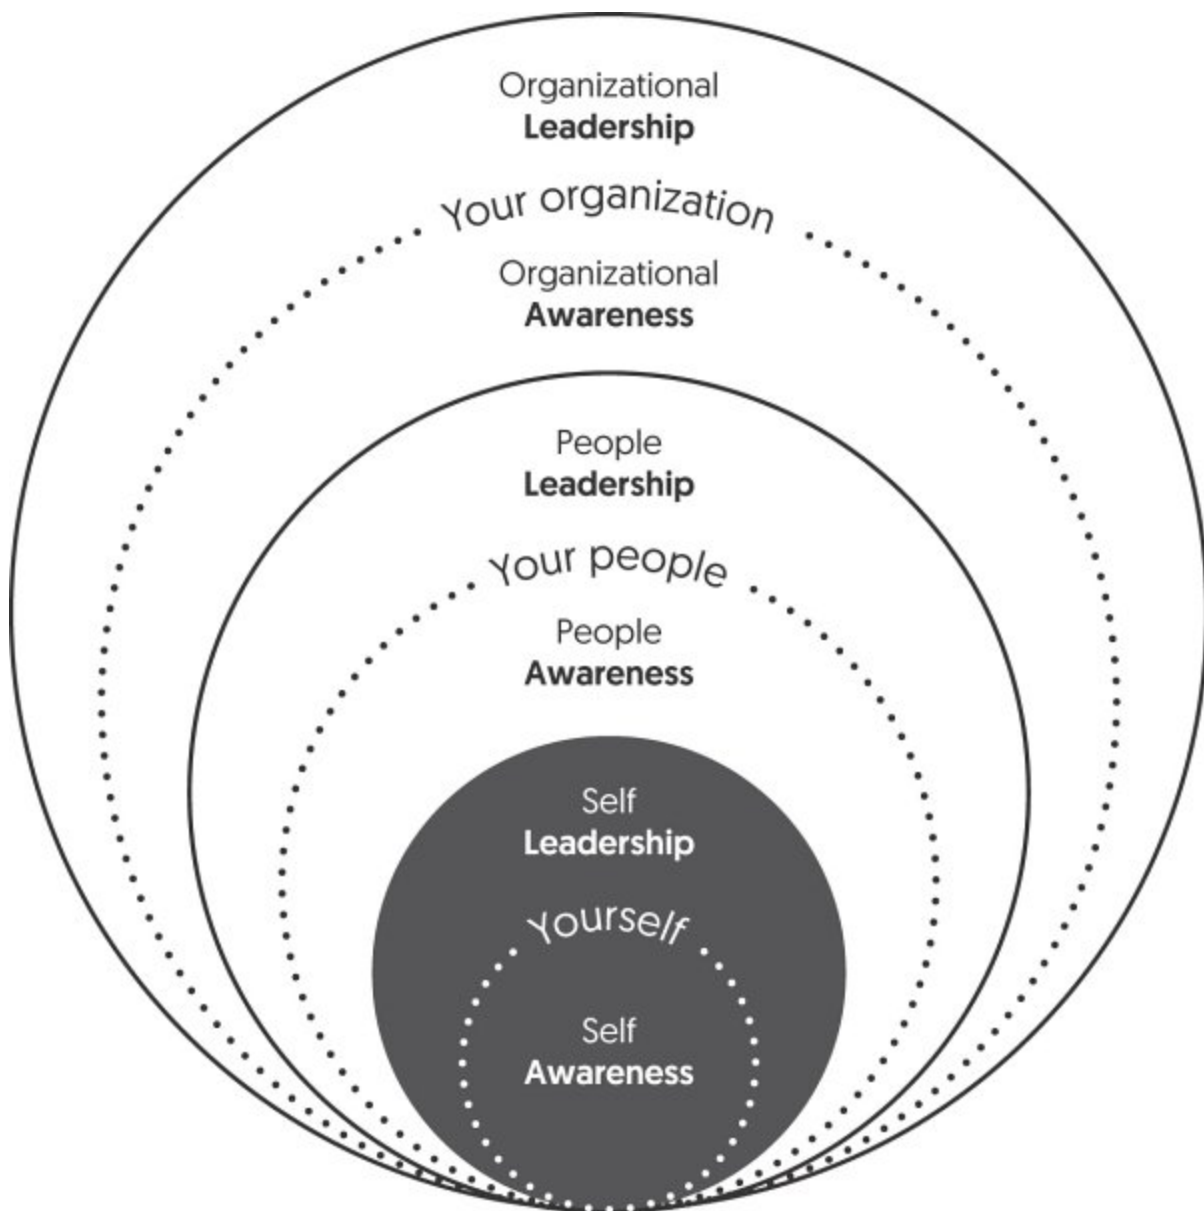 Organizational
Leadership
Your organization
Organizational
Awareness
People
Leadership
Your people
People
Awareness
Self
Leadership
Yourself
Self
Awareness